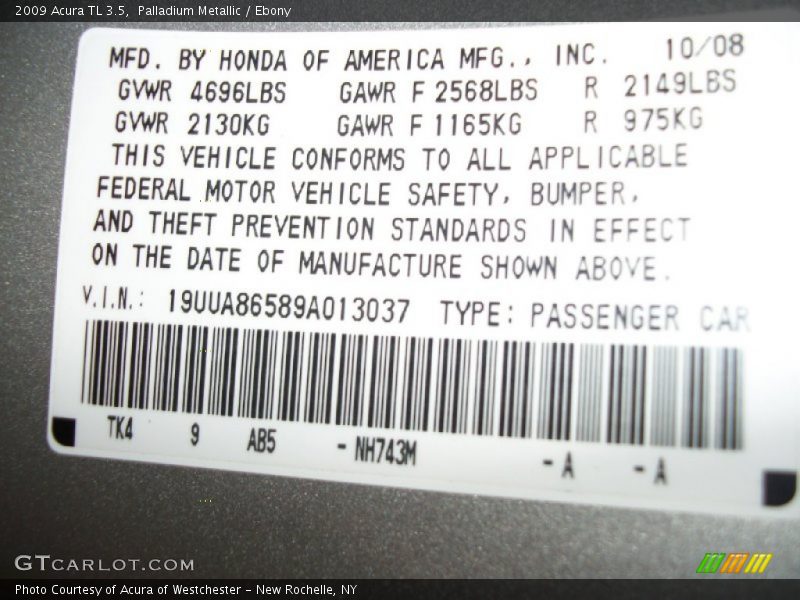 2009 Acura TL 3.5, Palladium Metallic / Ebony
MFD. BY HONDA OF AMERICA MFG., INC. 10/08
GVWR 4696LBS GAWR F 2568LBS R 2149LBS
GVWR 2130KG GAWR F 1165KG R 975KG
THIS VEHICLE CONFORMS TO ALL APPLICABLE
FEDERAL MOTOR VEHICLE SAFETY, BUMPER,
AND THEFT PREVENTION STANDARDS IN EFFECT
ON THE DATE OF MANUFACTURE SHOWN ABOVE.
V.I.N.: 19UUA86589A013037 TYPE: PASSENGER CAR
TK4 9 AB5 - NH743M - A - A
GTCARLOT.COM
Photo Courtesy of Acura of Westchester - New Rochelle, NY